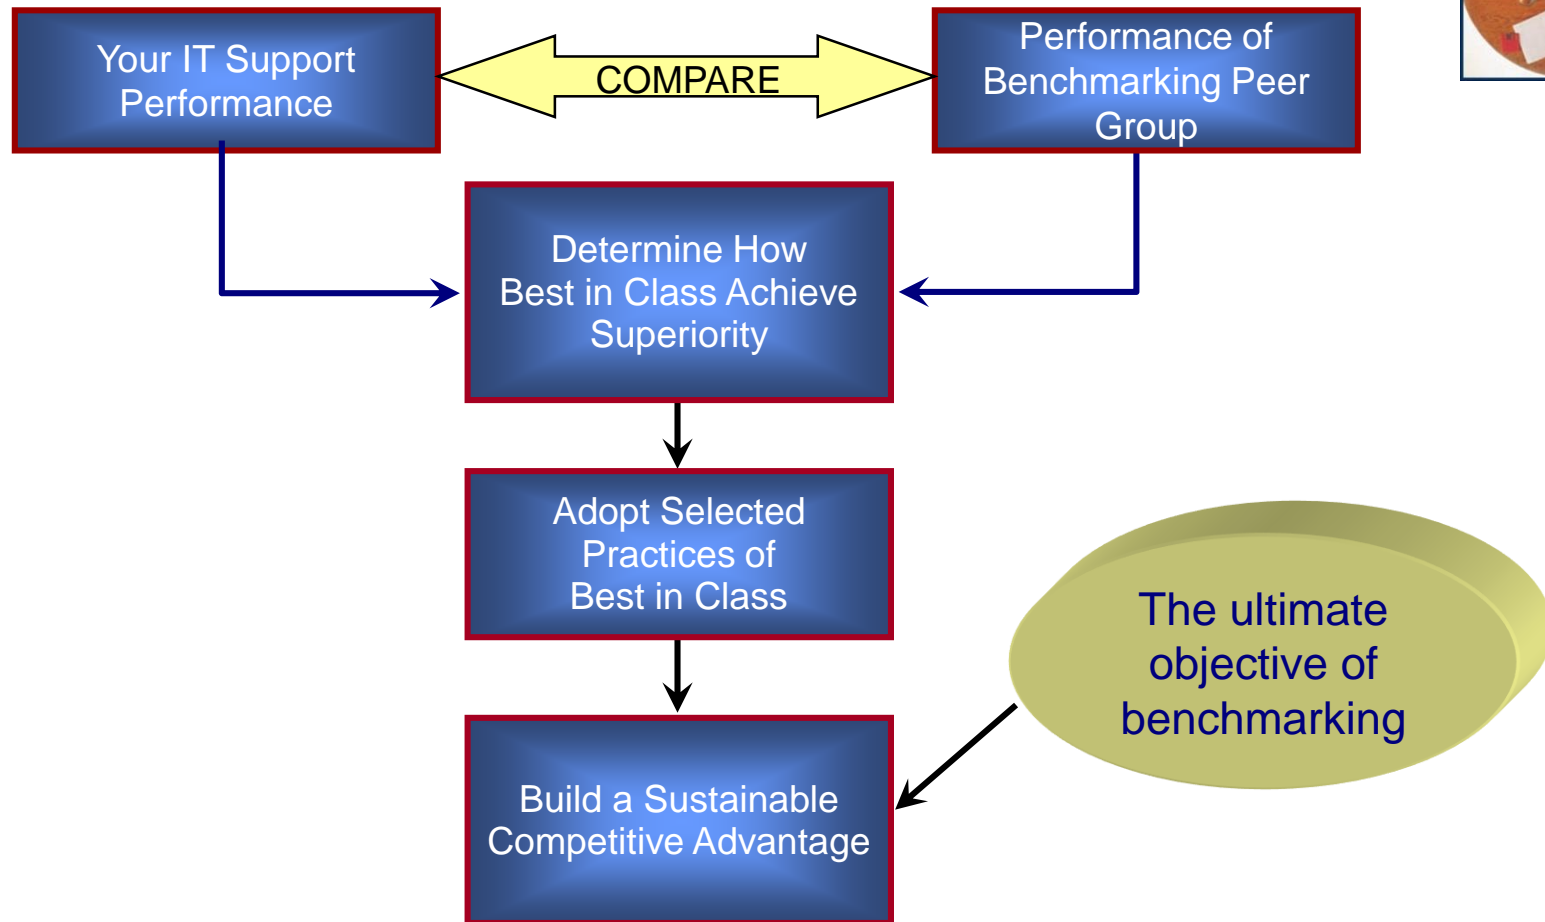 Your IT Support
Performance
COMPARE
Performance of
Benchmarking Peer
Group
Determine How
Best in Class Achieve
Superiority
Adopt Selected
Practices of
Best in Class
The ultimate
objective of
benchmarking
Build a Sustainable
Competitive Advantage